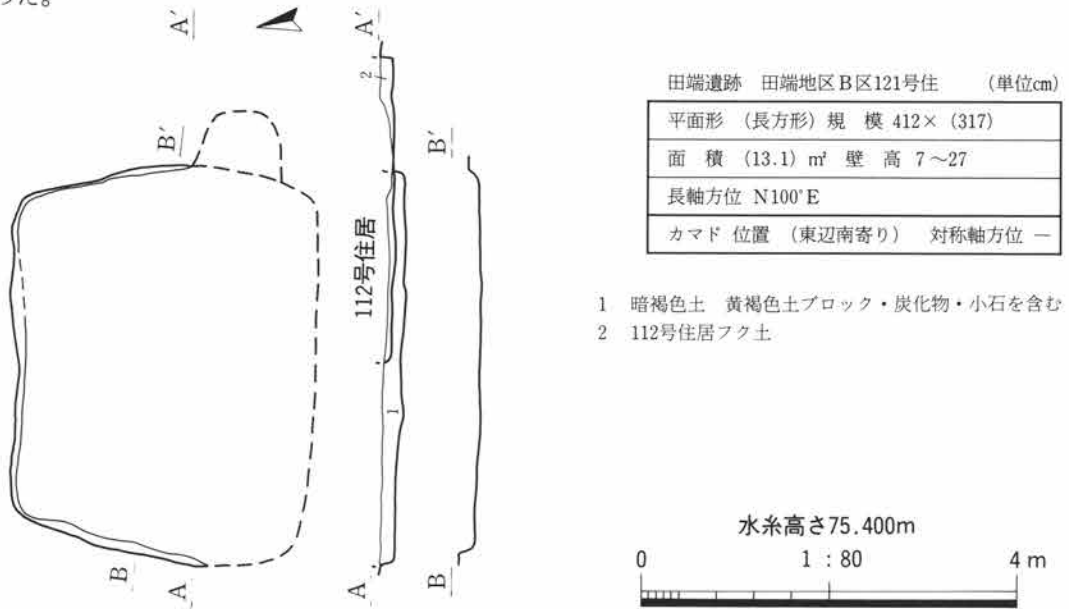 った。
A′
A′
2
B′
B′
112号住居
1
B
A
A
B
田端遺跡 田端地区B区121号住 (単位cm)
平面形 (長方形) 規 模 412×(317)
面 積 (13.1) ㎡ 壁 高 7～27
長軸方位 N100°E
カマド 位置 (東辺南寄り) 対称軸方位 ―
1 暗褐色土 黄褐色土ブロック・炭化物・小石を含む
2 112号住居フク土
水糸高さ75.400m
0 1:80 4m